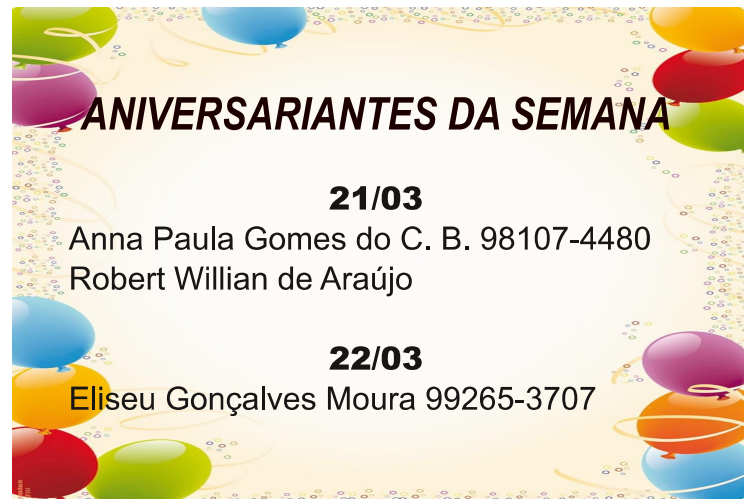 ANIVERSARIANTES DA SEMANA
21/03
Anna Paula Gomes do C. B. 98107-4480
Robert Willian de Araújo
22/03
Eliseu Gonçalves Moura 99265-3707